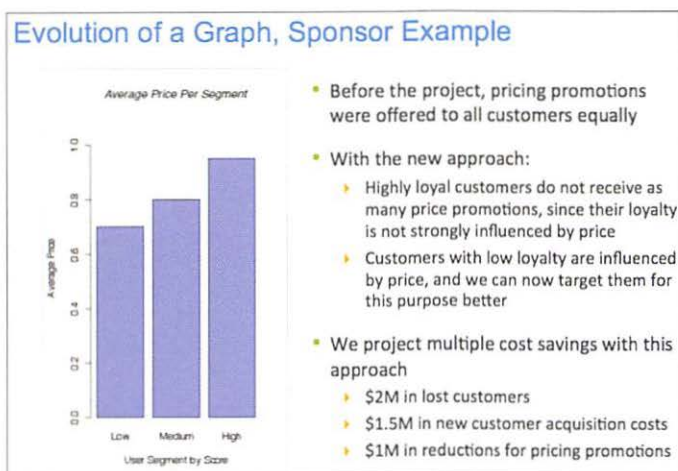 Evolution of a Graph, Sponsor Example
Average Price Per Segment
1.0
0.8
0.6
0.4
0.2
0.0
Average Price
Low Medium High
User Segment by Score
Before the project, pricing promotions
were offered to all customers equally
With the new approach:
Highly loyal customers do not receive as
many price promotions, since their loyalty
is not strongly influenced by price
Customers with low loyalty are influenced
by price, and we can now target them for
this purpose better
We project multiple cost savings with this
approach
$2M in lost customers
$1.5M in new customer acquisition costs
$1M in reductions for pricing promotions